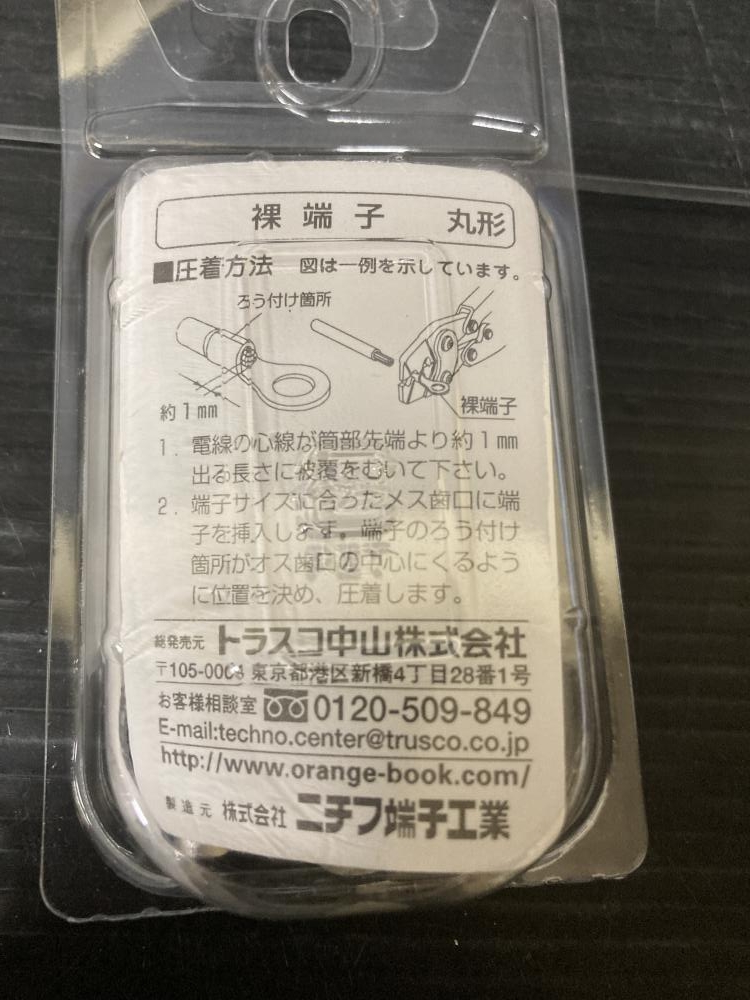 裸端子 丸形
■圧着方法 図は一例を示しています。
ろう付け箇所
約1mm
裸端子
1. 電線の心線が筒部先端より約1mm
出る長さに被覆をむいて下さい。
2. 端子サイズに合ったメス歯口に端
子を挿入します。端子のろう付け
箇所がオス歯口の中心にくるよう
に位置を決め、圧着します。
総発売元 トラスコ中山株式会社
〒105-0004 東京都港区新橋4丁目28番1号
お客様相談室 0120-509-849
E-mail:techno.center@trusco.co.jp
http://www.orange-book.com/
製造元 株式会社 ニチフ端子工業